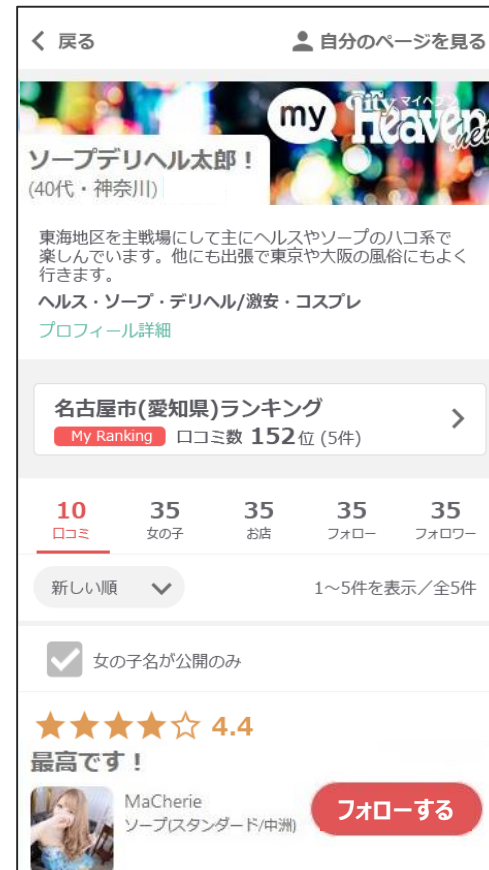 戻る
自分のページを見る
my
City
マイヘブン
Heaven
.net
ソープデリヘル太郎！
(40代・神奈川)
東海地区を主戦場にして主にヘルスやソープのハコ系で
楽しんでいます。他にも出張で東京や大阪の風俗にもよく
行きます。
ヘルス・ソープ・デリヘル/激安・コスプレ
プロフィール詳細
名古屋市(愛知県)ランキング
My Ranking 口コミ数 152位 (5件)
10 35 35 35 35
口コミ 女の子 お店 フォロー フォロワー
新しい順
1～5件を表示／全5件
女の子名が公開のみ
4.4
最高です！
MaCherie
ソープ(スタンダード/中洲)
フォローする